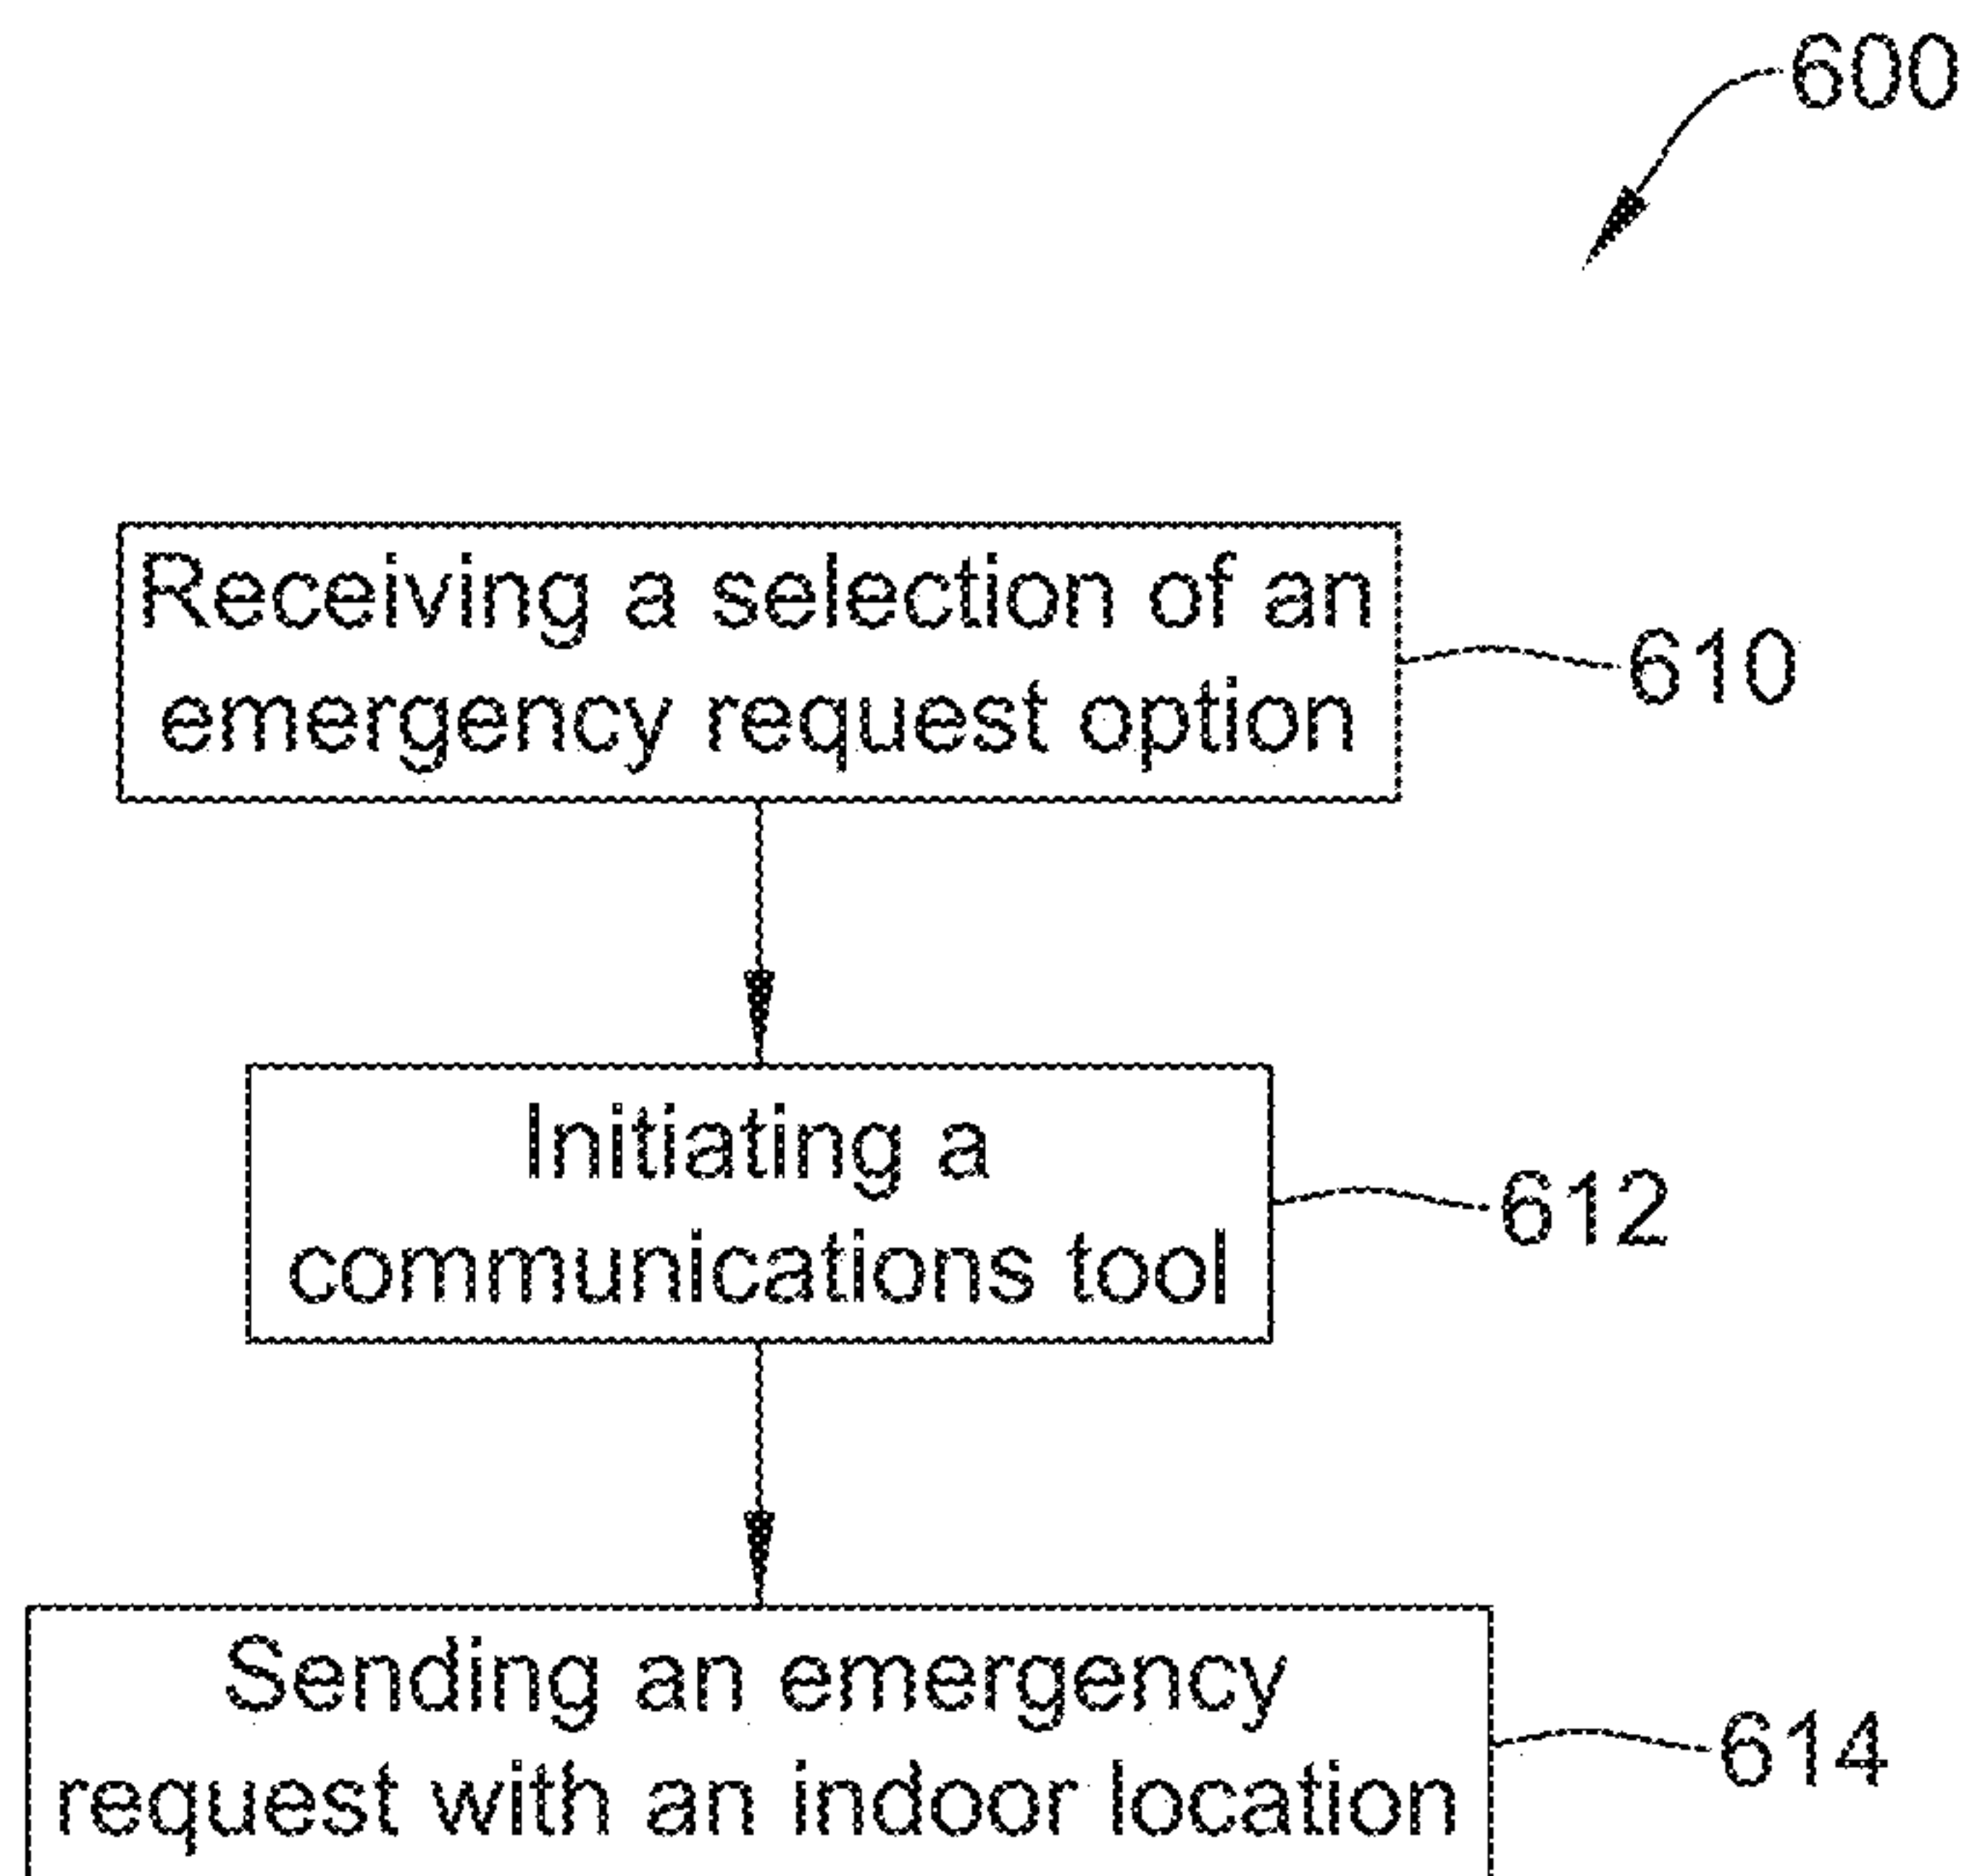 600
Receiving a selection of an
emergency request option
610
Initiating a
communications tool
612
Sending an emergency
request with an indoor location
614